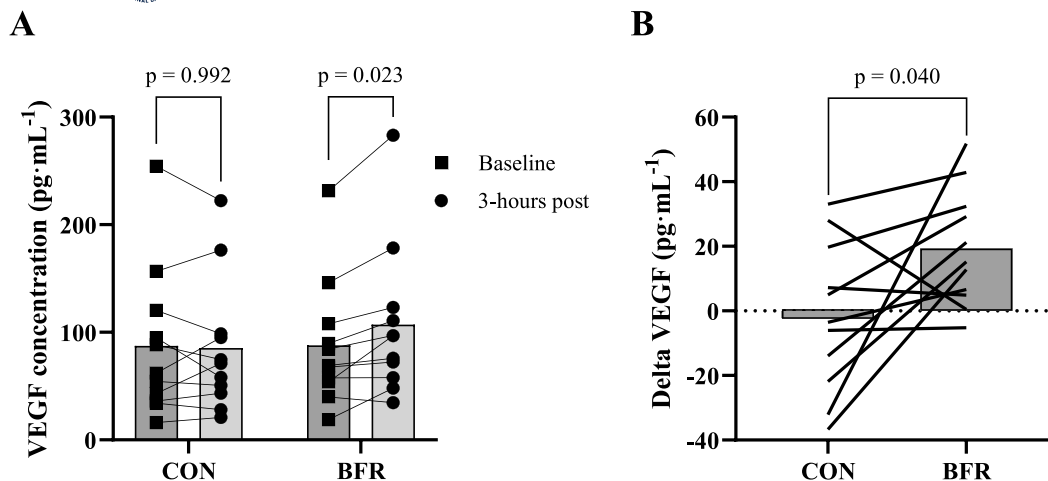 A
B
p = 0.992
p = 0.023
p = 0.040
VEGF concentration (pg·mL⁻¹)
300
200
100
0
CON
BFR
Baseline
3-hours post
Delta VEGF (pg·mL⁻¹)
60
40
20
0
-20
-40
CON
BFR